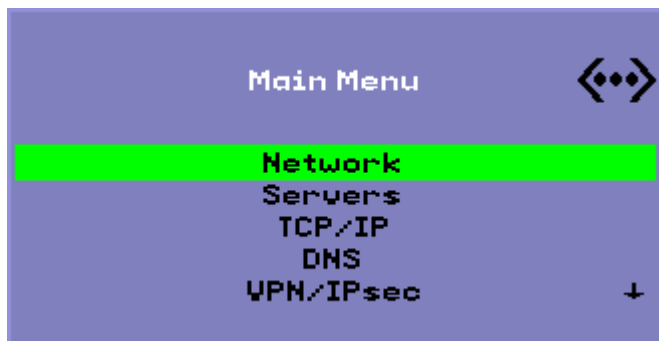 Main Menu
Network
Servers
TCP/IP
DNS
VPN/IPsec